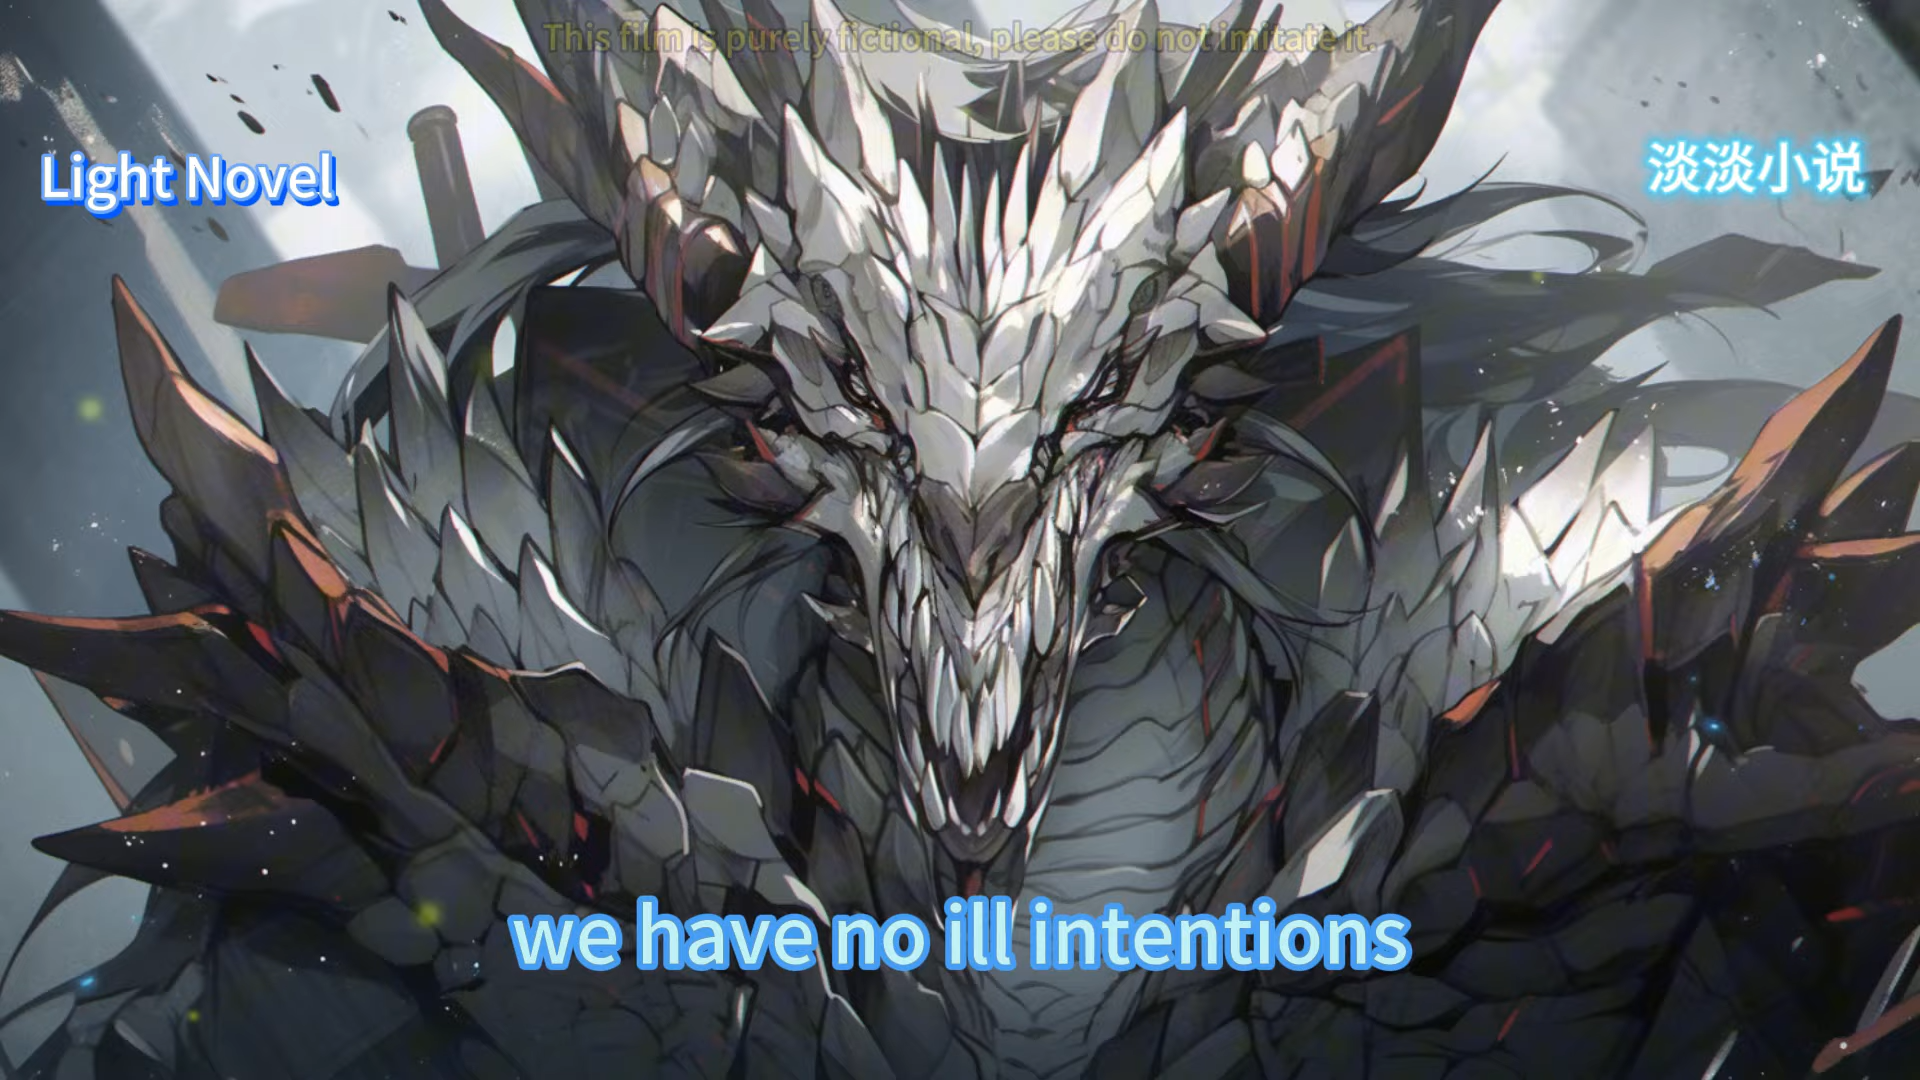 This film is purely fictional, please do not imitate it.
Light Novel
淡淡小说
we have no ill intentions